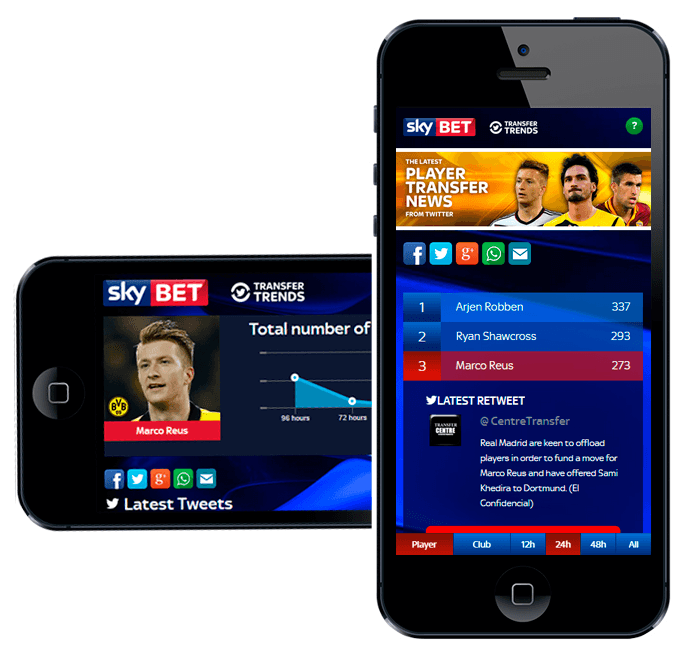 sky BET TRANSFER TRENDS ?
THE LATEST
PLAYER
TRANSFER
NEWS
FROM TWITTER
f g+
1 Arjen Robben 337
2 Ryan Shawcross 293
3 Marco Reus 273
LATEST RETWEET
TRANSFER
CENTRE
@CentreTransfer
Real Madrid are keen to offload
players in order to fund a move for
Marco Reus and have offered Sami
Khedira to Dortmund. (El
Confidencial)
Player Club 12h 24h 48h All
sky BET TRANSFER TRENDS
Total number of
BVB
09
Marco Reus
96 hours 72 hours
f g+
Latest Tweets